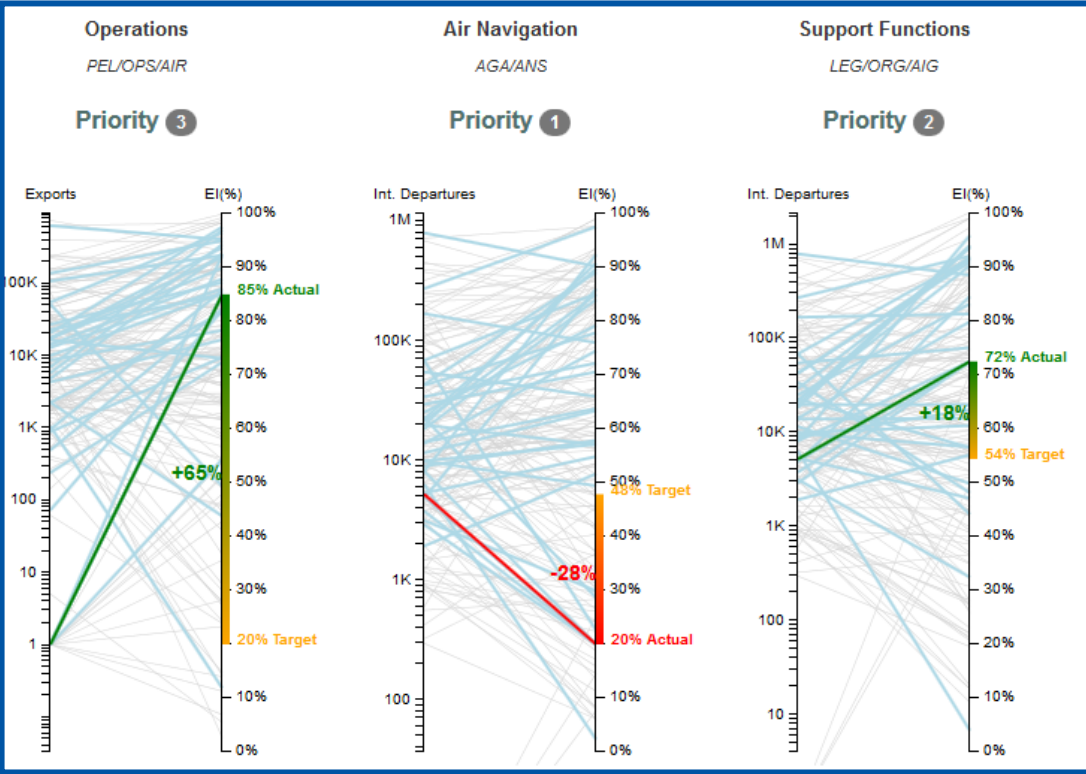 Operations
PEL/OPS/AIR
Priority 3
Exports
EI(%)
100K
10K
1K
100
10
1
100%
90%
85% Actual
80%
70%
60%
+65%
50%
40%
30%
20% Target
10%
0%
Air Navigation
AGA/ANS
Priority 1
Int. Departures
EI(%)
1M
100K
10K
1K
100
100%
90%
80%
70%
60%
50%
48% Target
40%
-28%
30%
20% Actual
10%
0%
Support Functions
LEG/ORG/AIG
Priority 2
Int. Departures
EI(%)
1M
100K
10K
1K
100
10
100%
90%
80%
72% Actual
70%
+18%
60%
54% Target
50%
40%
30%
20%
10%
0%